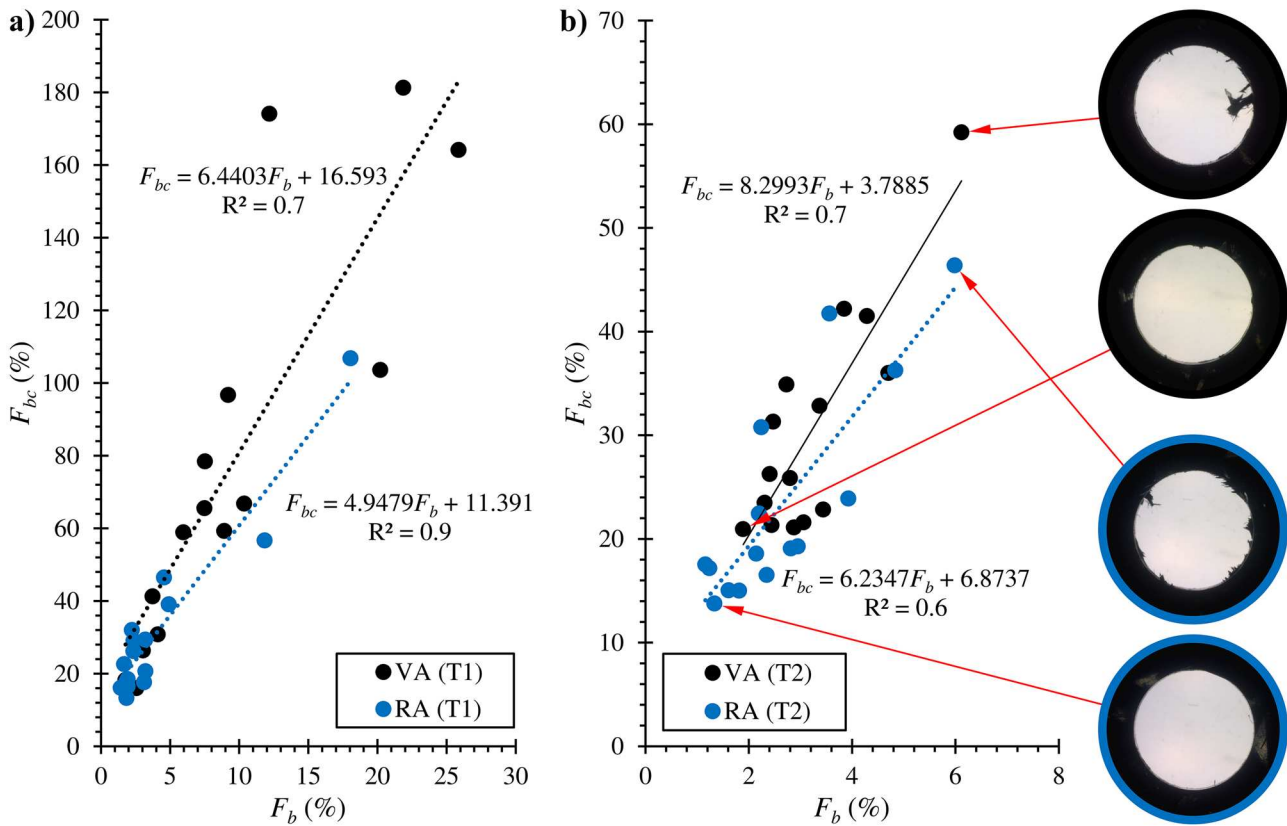 a)
200
180
160
140
120
100
80
60
40
20
0
F_bc (%)
F_bc = 6.4403F_b + 16.593
R² = 0.7
F_bc = 4.9479F_b + 11.391
R² = 0.9
VA (T1)
RA (T1)
0 5 10 15 20 25 30
F_b (%)
b)
70
60
50
40
30
20
10
0
F_bc (%)
F_bc = 8.2993F_b + 3.7885
R² = 0.7
F_bc = 6.2347F_b + 6.8737
R² = 0.6
VA (T2)
RA (T2)
0 2 4 6 8
F_b (%)